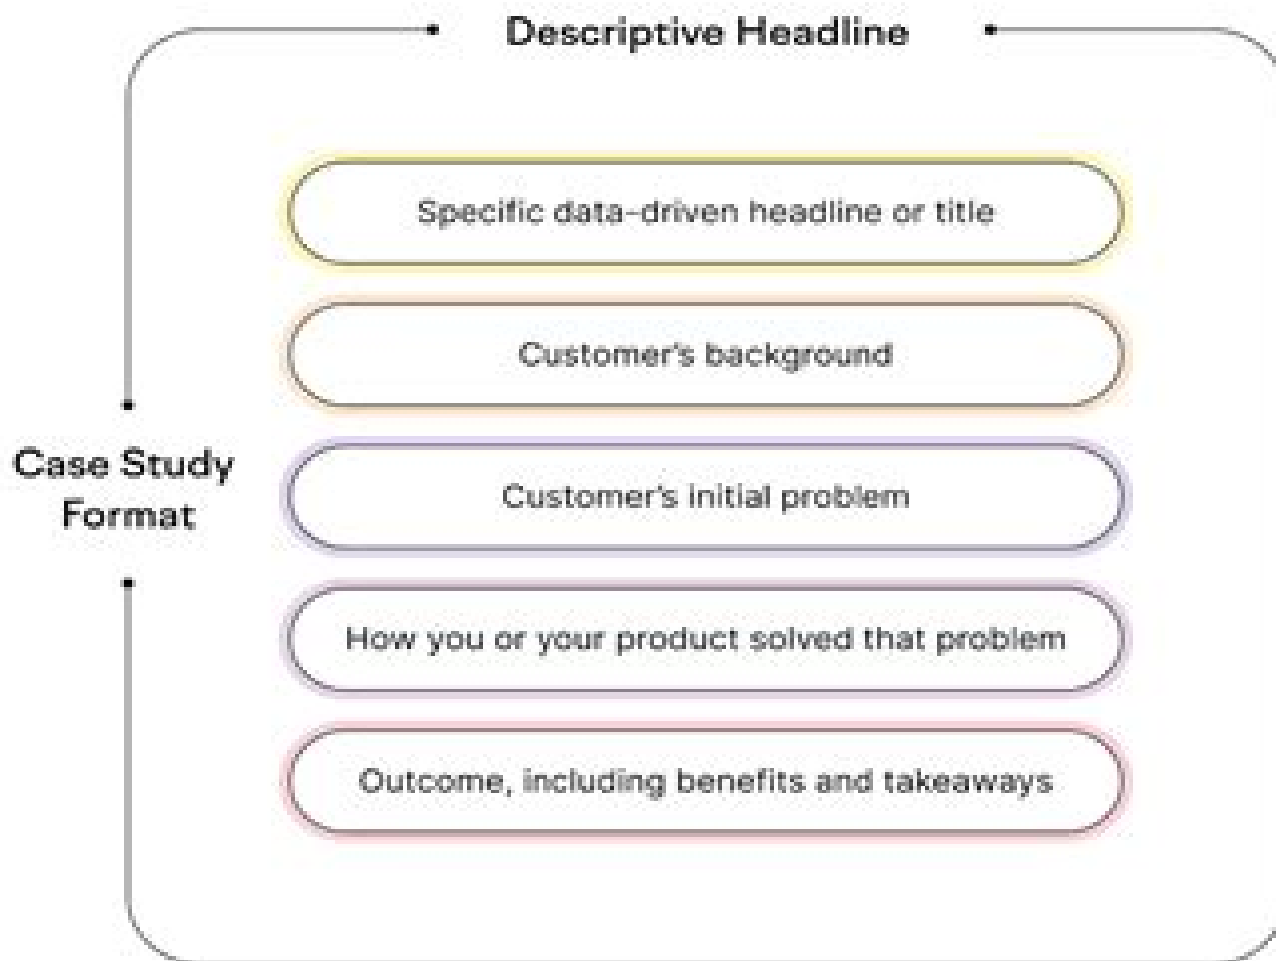 Descriptive Headline
Specific data-driven headline or title
Customer's background
Case Study
Format
Customer's initial problem
How you or your product solved that problem
Outcome, including benefits and takeaways